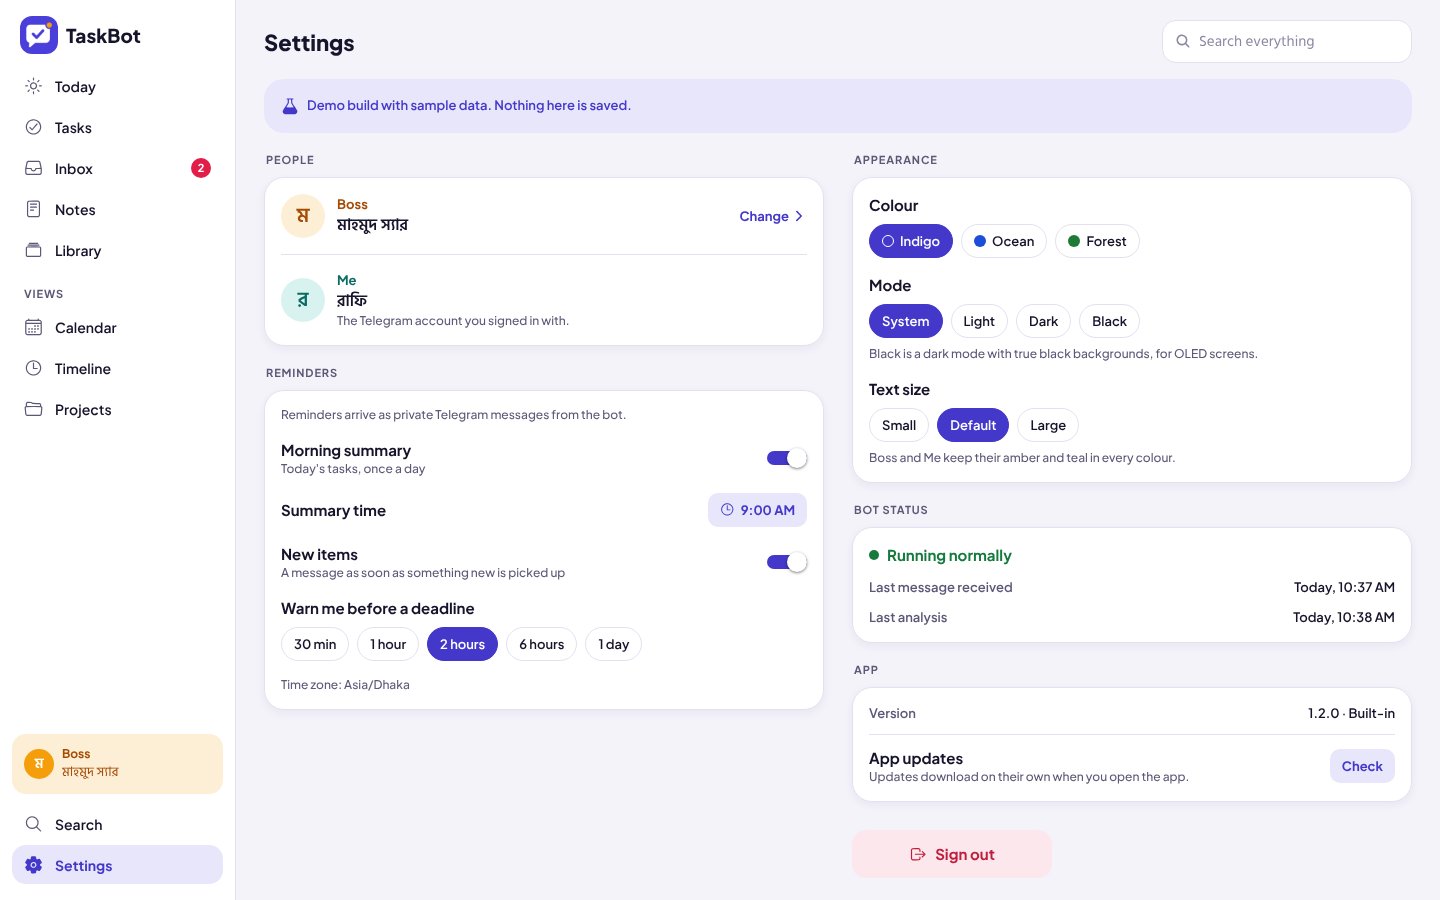 TaskBot
Today
Tasks
Inbox
2
Notes
Library
VIEWS
Calendar
Timeline
Projects
ম
Boss
মাহমুদ স্যার
Search
Settings
Settings
Search everything
Demo build with sample data. Nothing here is saved.
PEOPLE
ম
Boss
মাহমুদ স্যার
Change
র
Me
রাফি
The Telegram account you signed in with.
REMINDERS
Reminders arrive as private Telegram messages from the bot.
Morning summary
Today's tasks, once a day
Summary time
9:00 AM
New items
A message as soon as something new is picked up
Warn me before a deadline
30 min
1 hour
2 hours
6 hours
1 day
Time zone: Asia/Dhaka
APPEARANCE
Colour
Indigo
Ocean
Forest
Mode
System
Light
Dark
Black
Black is a dark mode with true black backgrounds, for OLED screens.
Text size
Small
Default
Large
Boss and Me keep their amber and teal in every colour.
BOT STATUS
Running normally
Last message received
Today, 10:37 AM
Last analysis
Today, 10:38 AM
APP
Version
1.2.0 · Built-in
App updates
Updates download on their own when you open the app.
Check
Sign out